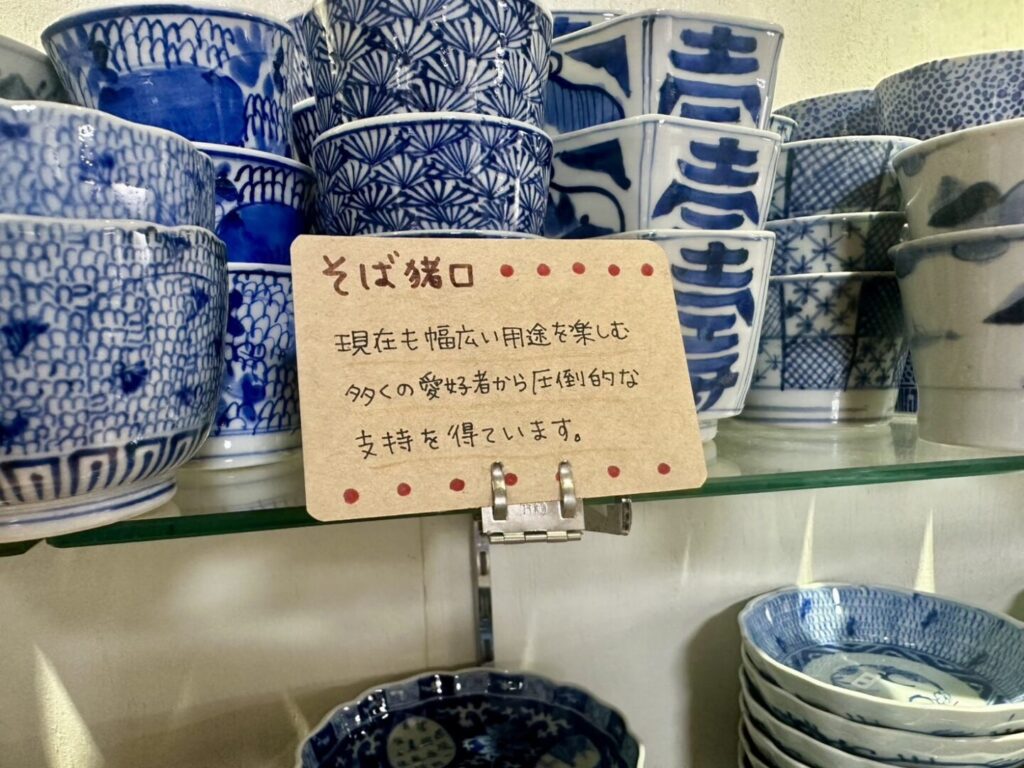 そば猪口
現在も幅広い用途を楽しむ
多くの愛好者から圧倒的な
支持を得ています。